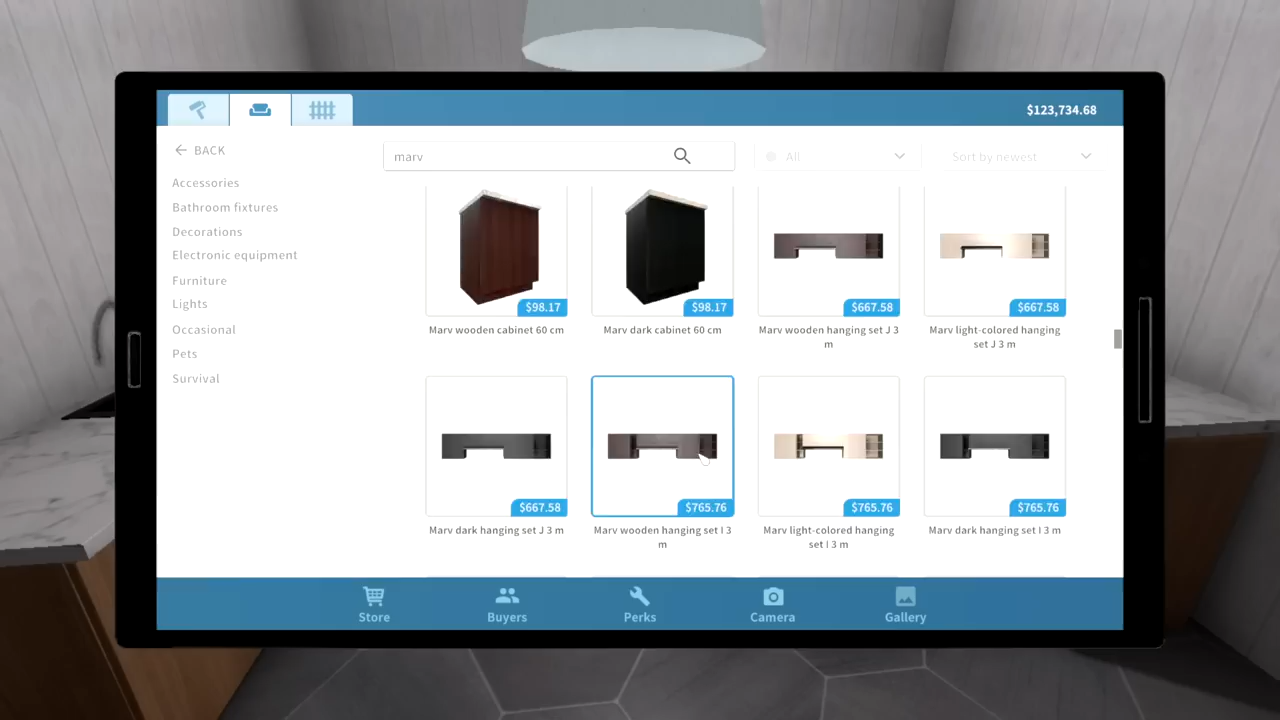 $123,734.68
BACK
marv
All
Sort by newest
Accessories
Bathroom fixtures
Decorations
Electronic equipment
Furniture
Lights
Occasional
Pets
Survival
$98.17
$98.17
$667.58
$667.58
Marv wooden cabinet 60 cm
Marv dark cabinet 60 cm
Marv wooden hanging set J 3
m
Marv light-colored hanging
set J 3 m
$667.58
$765.76
$765.76
$765.76
Marv dark hanging set J 3 m
Marv wooden hanging set I 3
m
Marv light-colored hanging
set I 3 m
Marv dark hanging set I 3 m
Store
Buyers
Perks
Camera
Gallery